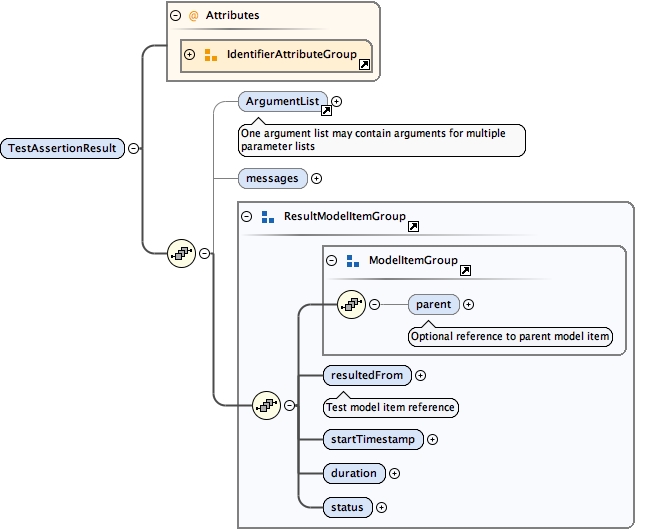 @ Attributes
IdentifierAttributeGroup
ArgumentList
One argument list may contain arguments for multiple
parameter lists
TestAssertionResult
messages
ResultModelItemGroup
ModelItemGroup
parent
Optional reference to parent model item
resultedFrom
Test model item reference
startTimestamp
duration
status